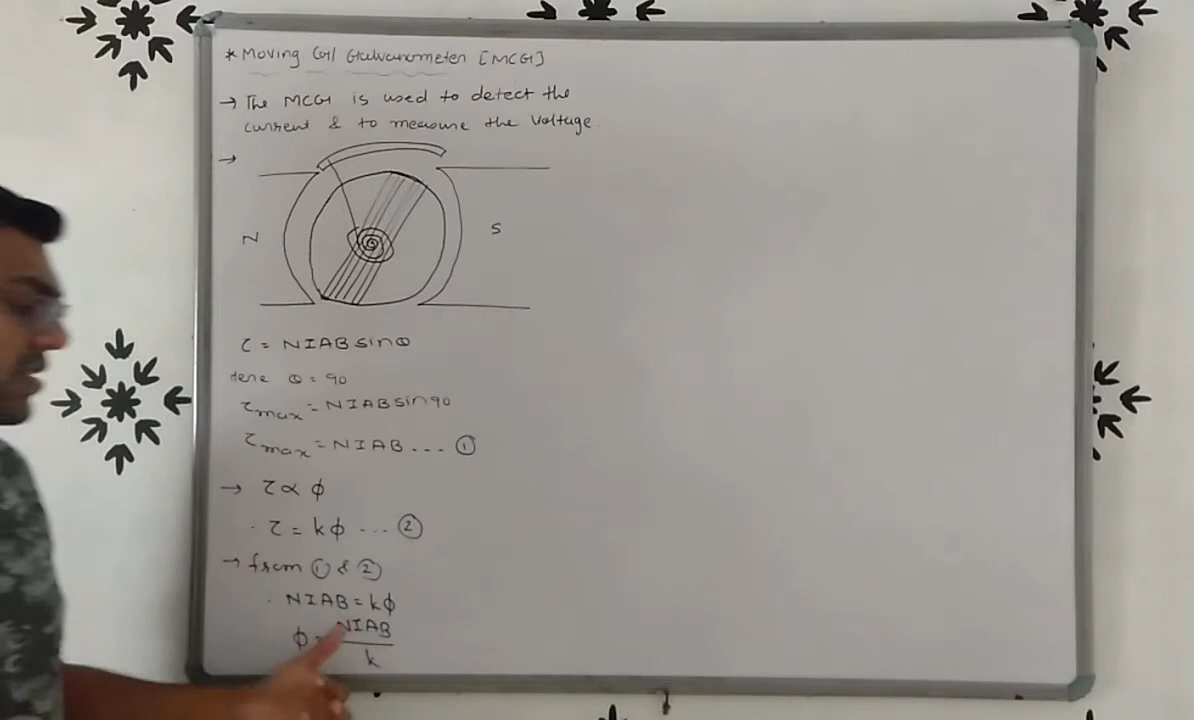 * Moving Coil Galvanometer [MCG]
→ The MCG is used to detect the
current & to measure the voltage.
→
N
S
τ = NIAB sinθ
Here θ = 90
τmax = NIAB sin90
τmax = NIAB ... ①
→ τ ∝ ϕ
· τ = kϕ ... ②
→ from ① & ②
· NIAB = kϕ
ϕ = NIAB
k